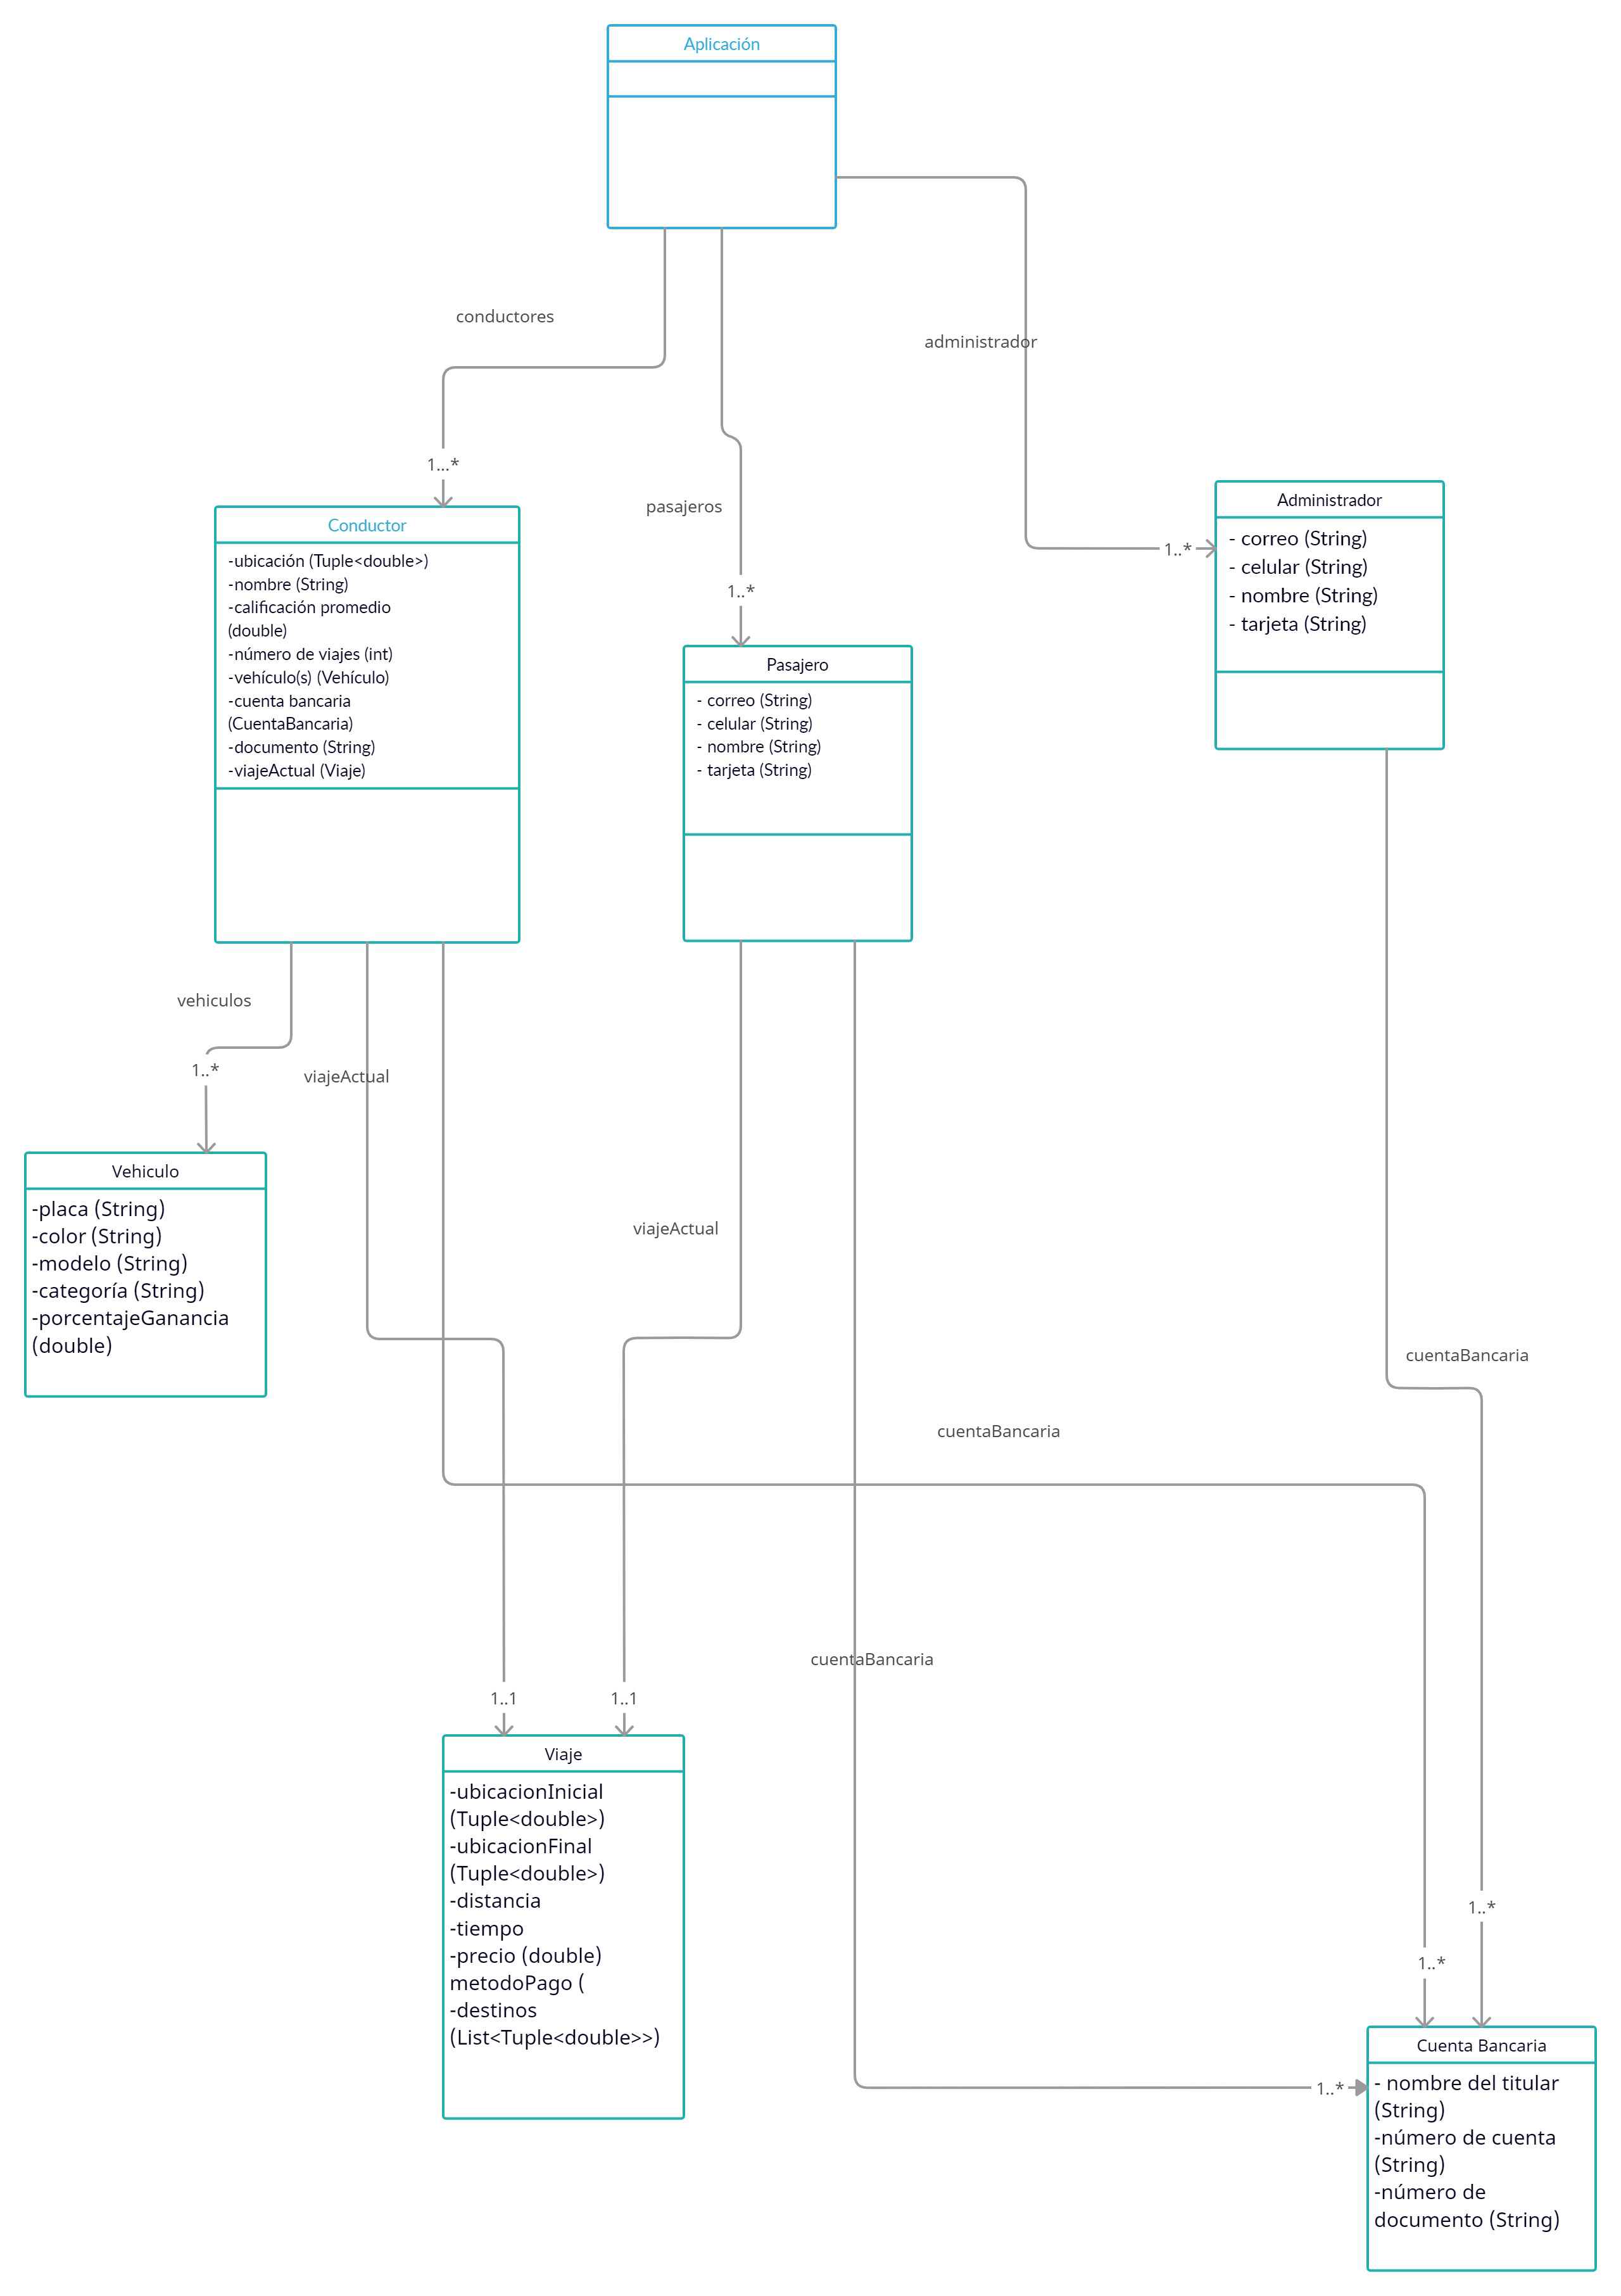 Aplicación
conductores
administrador
1...*
pasajeros
1..*
1..*
Conductor
-ubicación (Tuple<double>)
-nombre (String)
-calificación promedio
(double)
-número de viajes (int)
-vehículo(s) (Vehículo)
-cuenta bancaria
(CuentaBancaria)
-documento (String)
-viajeActual (Viaje)
Pasajero
- correo (String)
- celular (String)
- nombre (String)
- tarjeta (String)
Administrador
- correo (String)
- celular (String)
- nombre (String)
- tarjeta (String)
vehiculos
1..*
viajeActual
viajeActual
Vehiculo
-placa (String)
-color (String)
-modelo (String)
-categoría (String)
-porcentajeGanancia
(double)
cuentaBancaria
cuentaBancaria
cuentaBancaria
1..1
1..1
Viaje
-ubicacionInicial
(Tuple<double>)
-ubicacionFinal
(Tuple<double>)
-distancia
-tiempo
-precio (double)
metodoPago (
-destinos
(List<Tuple<double>>)
1..*
1..*
1..*
Cuenta Bancaria
- nombre del titular
(String)
-número de cuenta
(String)
-número de
documento (String)